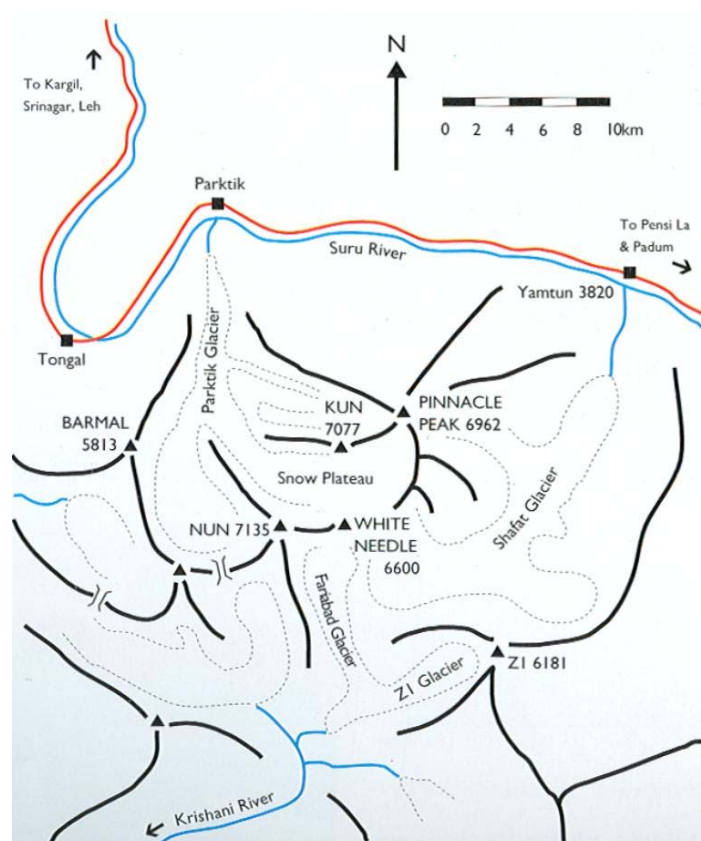 N
To Kargil,
Srinagar, Leh
0 2 4 6 8 10km
Parktik
To Pensi La
& Padum
Suru River
Yamtun 3820
Tongal
Parktik Glacier
KUN
7077
PINNACLE
PEAK 6962
BARMAL
5813
Snow Plateau
Shafat Glacier
NUN 7135
WHITE
NEEDLE
6600
Fariabad Glacier
Z1 Glacier
Z1 6181
Krishani River